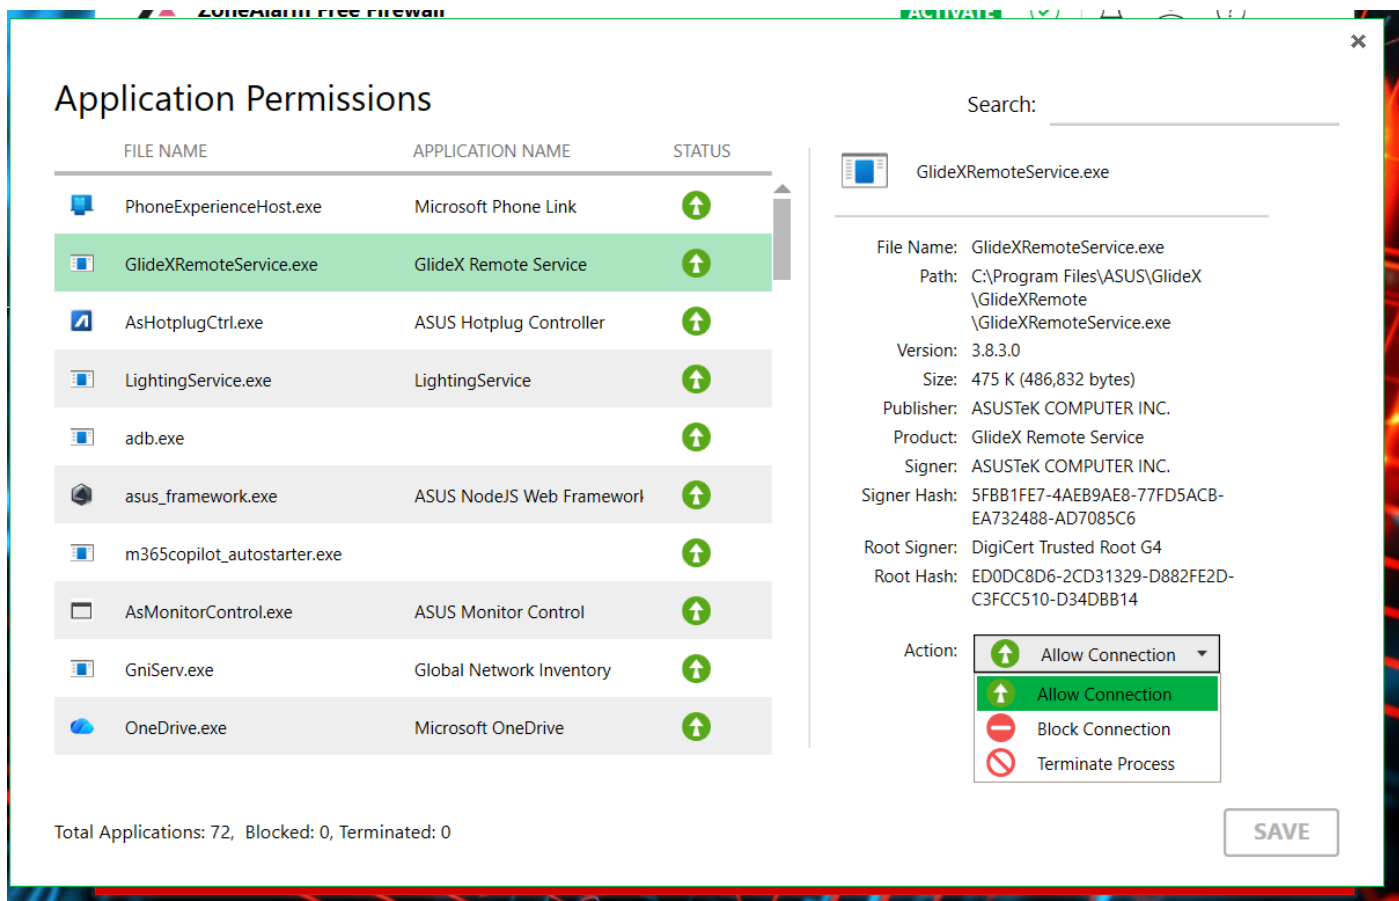 ZoneAlarm Free Firewall
ACTIVATE
Application Permissions
Search:
FILE NAME APPLICATION NAME STATUS
PhoneExperienceHost.exe Microsoft Phone Link
GlideXRemoteService.exe GlideX Remote Service
AsHotplugCtrl.exe ASUS Hotplug Controller
LightingService.exe LightingService
adb.exe
asus_framework.exe ASUS NodeJS Web Framework
m365copilot_autostarter.exe
AsMonitorControl.exe ASUS Monitor Control
GniServ.exe Global Network Inventory
OneDrive.exe Microsoft OneDrive
Total Applications: 72, Blocked: 0, Terminated: 0
GlideXRemoteService.exe
File Name: GlideXRemoteService.exe
Path: C:\Program Files\ASUS\GlideX
\GlideXRemote
\GlideXRemoteService.exe
Version: 3.8.3.0
Size: 475 K (486,832 bytes)
Publisher: ASUSTeK COMPUTER INC.
Product: GlideX Remote Service
Signer: ASUSTeK COMPUTER INC.
Signer Hash: 5FBB1FE7-4AEB9AE8-77FD5ACB-
EA732488-AD7085C6
Root Signer: DigiCert Trusted Root G4
Root Hash: ED0DC8D6-2CD31329-D882FE2D-
C3FCC510-D34DBB14
Action: Allow Connection
Allow Connection
Block Connection
Terminate Process
SAVE